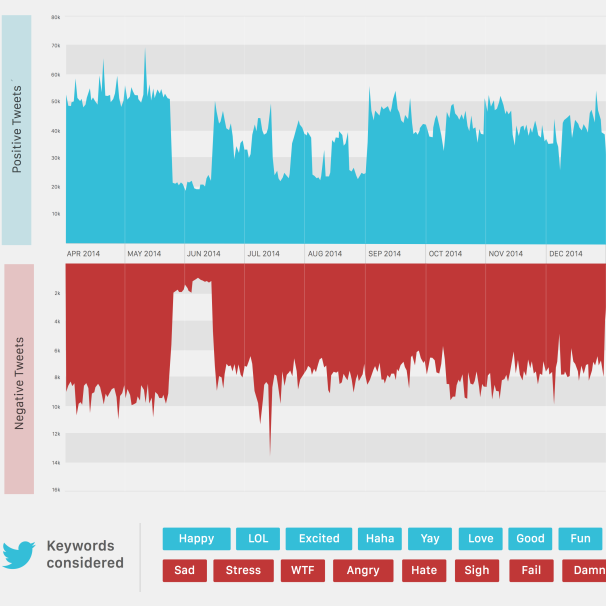 80k
70k
60k
50k
40k
30k
20k
10k
Positive Tweets
APR 2014 MAY 2014 JUN 2014 JUL 2014 AUG 2014 SEP 2014 OCT 2014 NOV 2014 DEC 2014
2k
4k
6k
8k
10k
12k
14k
16k
Negative Tweets
Keywords
considered
Happy LOL Excited Haha Yay Love Good Fun
Sad Stress WTF Angry Hate Sigh Fail Damn